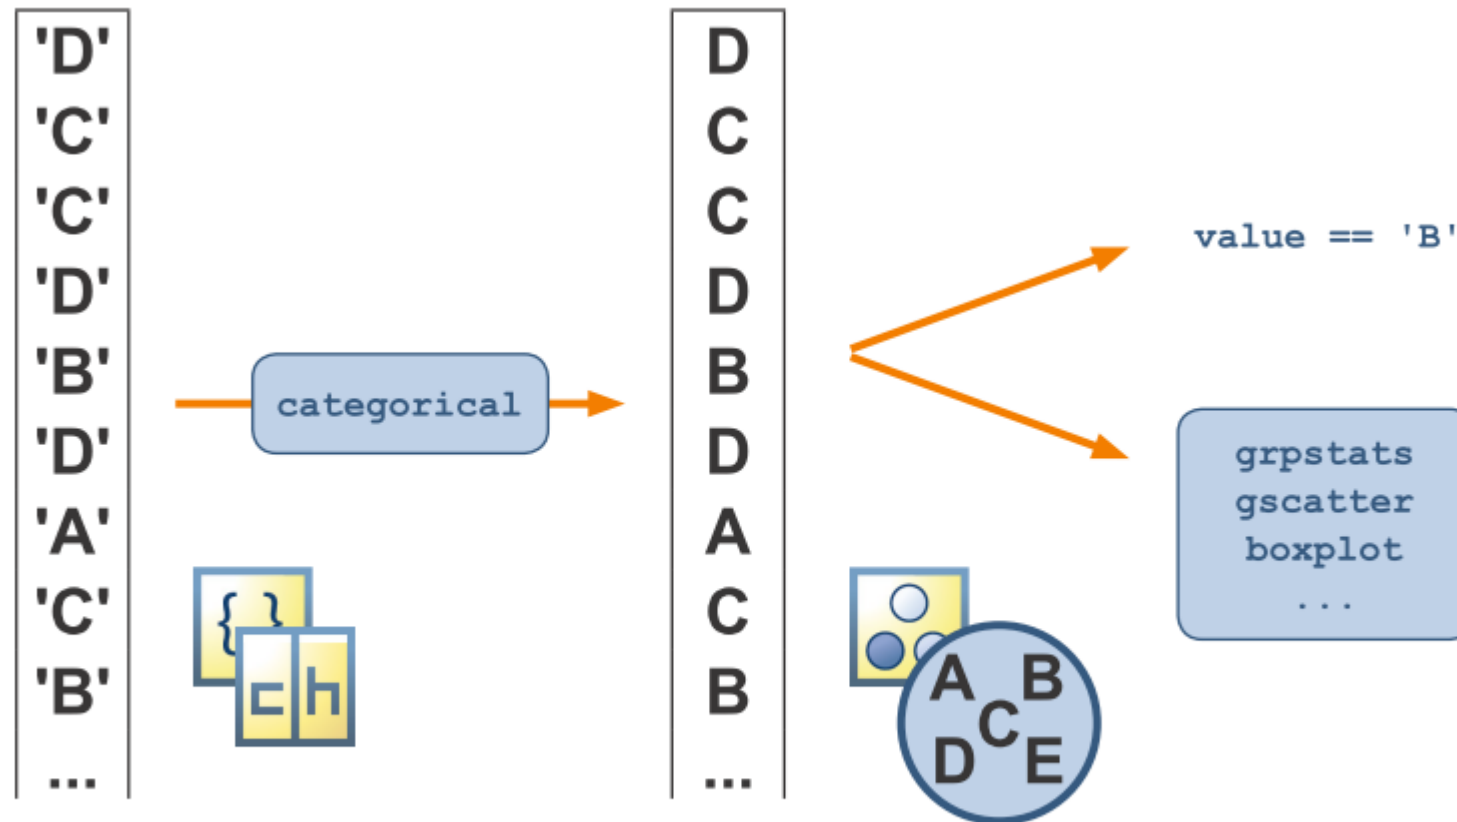 'D'
'C'
'C'
'D'
'B'
'D'
'A'
'C'
'B'
...
categorical
{ }
ch
D
C
C
D
B
D
A
C
B
...
value == 'B'
grpstats
gscatter
boxplot
...
A B
C
D E